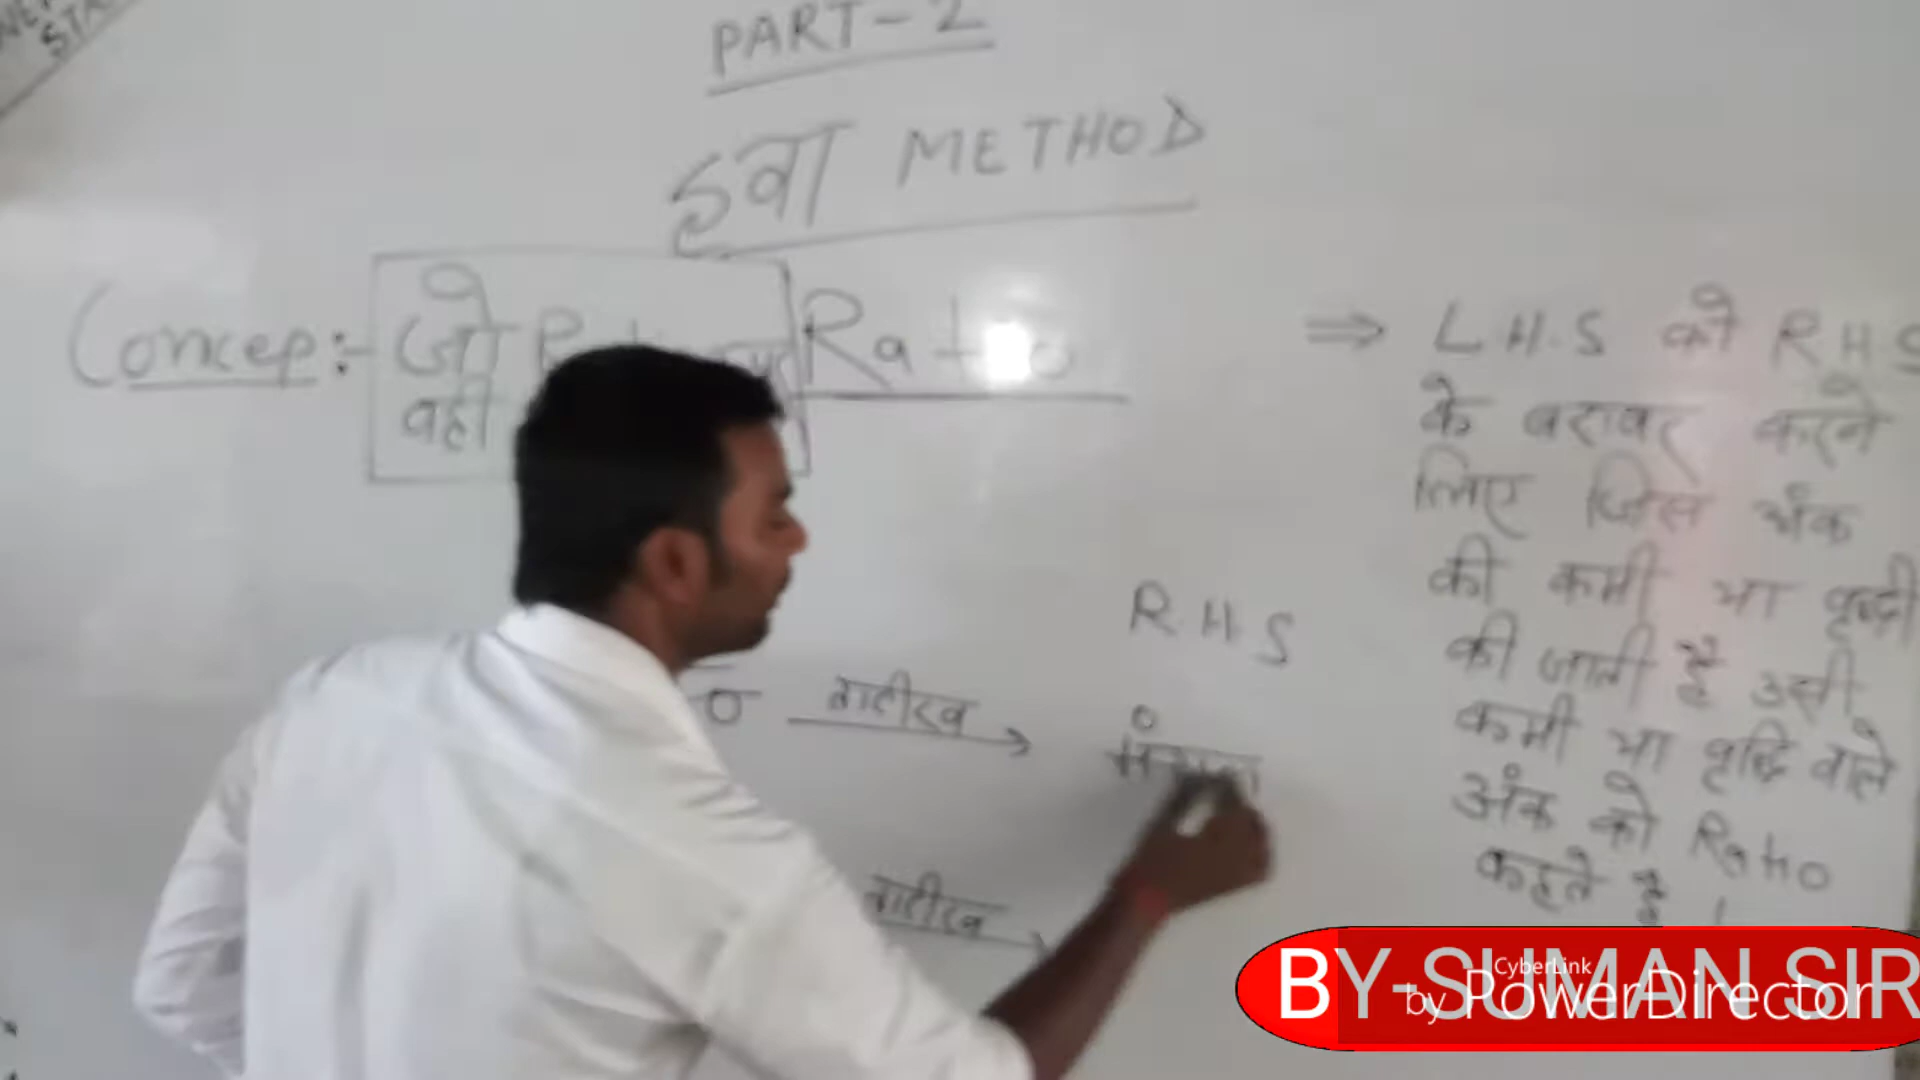 STA
PART-2
हवा METHOD
Concep:- जो
वही
Ratio
⇒ L.H.S को R.H.S
के बराबर करने
लिए जिस अंक
की कमी या वृद्धी
की जाती है उसी
कमी या वृद्धि वाले
अंक को Ratio
कहते है।
R.H.S
तारीख
तारीख
BY-SUMAN SIR
by CyberLink PowerDirector